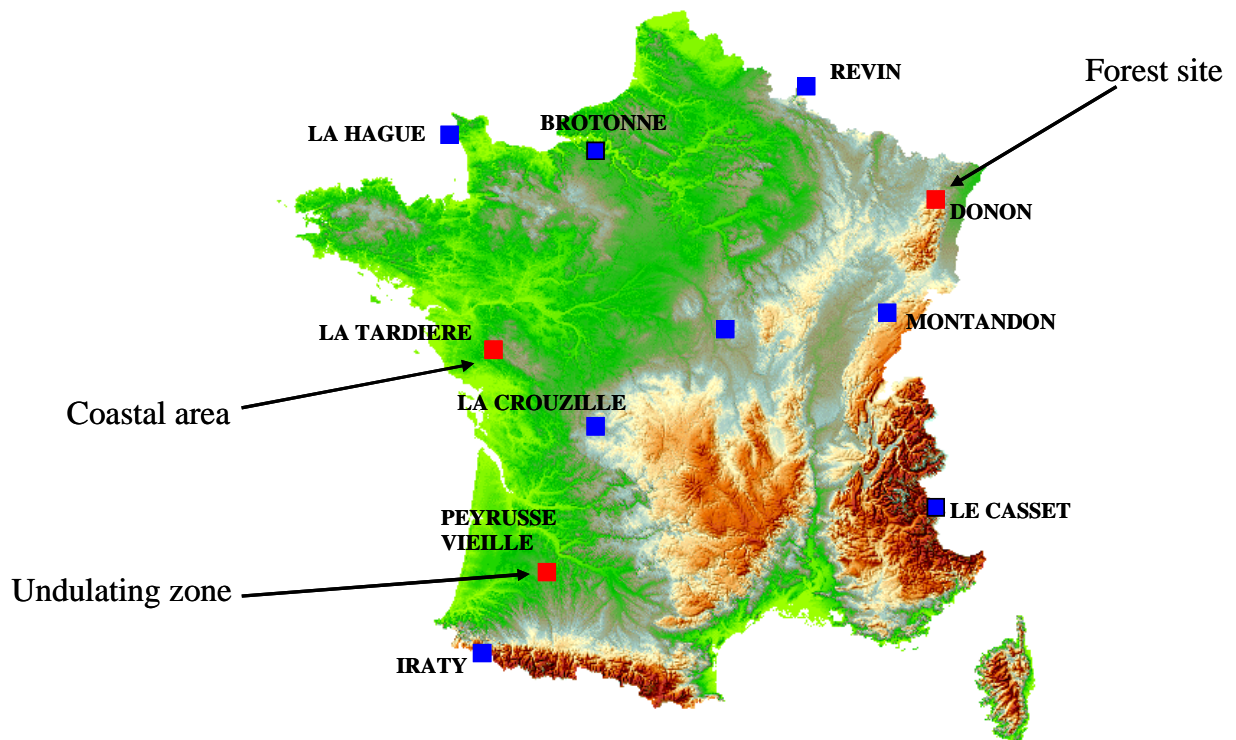 REVIN
Forest site
BROTONNE
LA HAGUE
DONON
MONTANDON
LA TARDIERE
LA CROUZILLE
Coastal area
LE CASSET
PEYRUSSE
VIEILLE
Undulating zone
IRATY